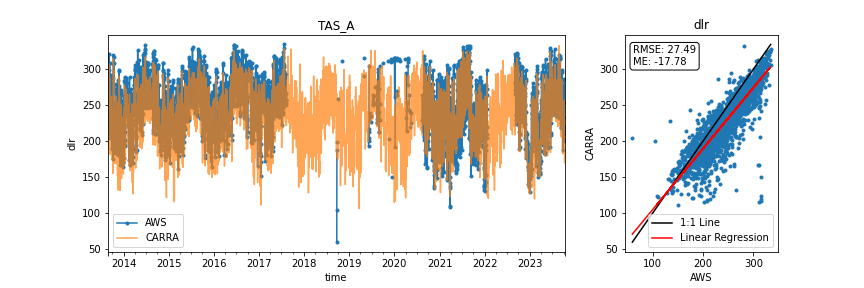 TAS_A
dlr
300
250
200
150
100
50
AWS
CARRA
2014 2015 2016 2017 2018 2019 2020 2021 2022 2023
time
dlr
CARRA
300
250
200
150
100
50
RMSE: 27.49
ME: -17.78
1:1 Line
Linear Regression
100 200 300
AWS